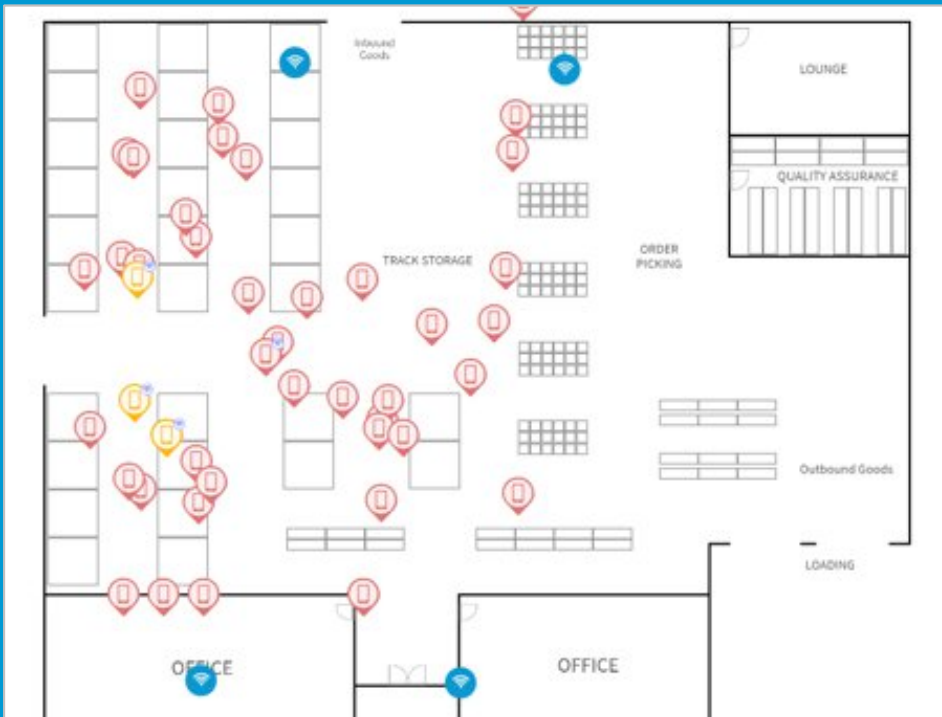 Inbound
Goods
LOUNGE
QUALITY ASSURANCE
TRACK STORAGE
ORDER
PICKING
Outbound Goods
LOADING
OFFICE
OFFICE